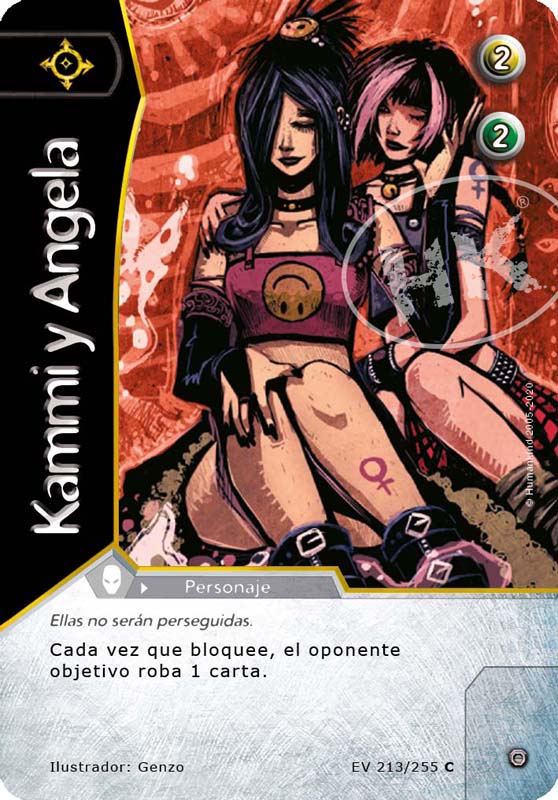 Kammi y Angela
2
2
HK®
© HumanKind 2005-2020
Personaje
Ellas no serán perseguidas.
Cada vez que bloquee, el oponente
objetivo roba 1 carta.
Ilustrador: Genzo
EV 213/255 C